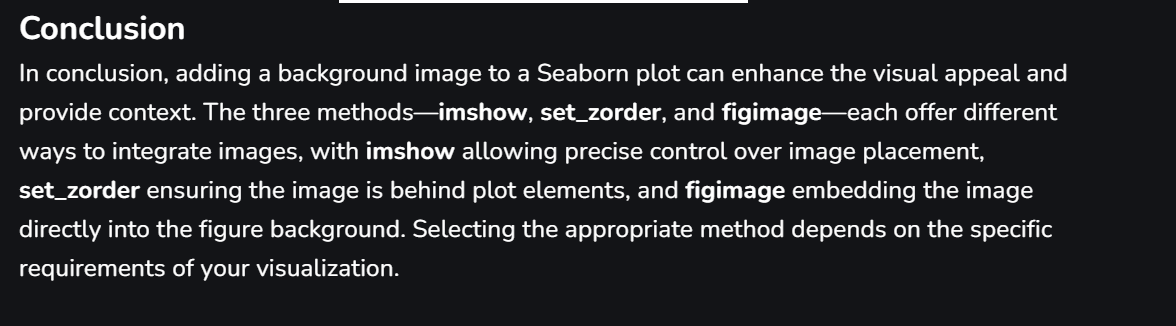 Conclusion
In conclusion, adding a background image to a Seaborn plot can enhance the visual appeal and
provide context. The three methods—imshow, set_zorder, and figimage—each offer different
ways to integrate images, with imshow allowing precise control over image placement,
set_zorder ensuring the image is behind plot elements, and figimage embedding the image
directly into the figure background. Selecting the appropriate method depends on the specific
requirements of your visualization.